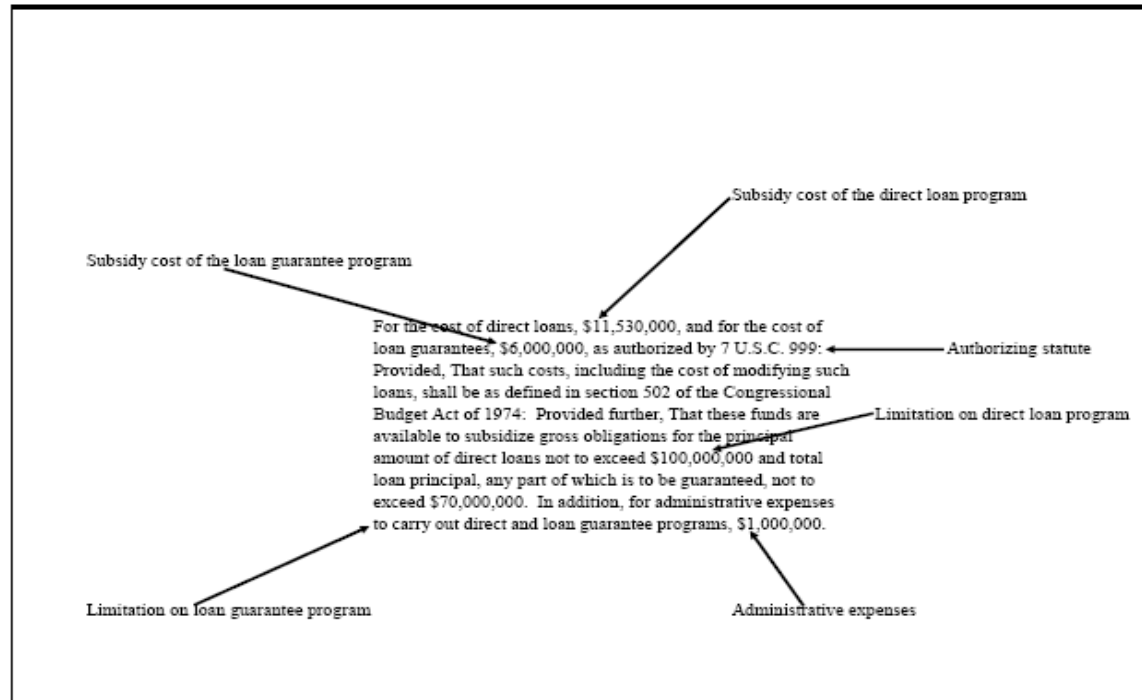 Subsidy cost of the direct loan program
Subsidy cost of the loan guarantee program
For the cost of direct loans, $11,530,000, and for the cost of
loan guarantees, $6,000,000, as authorized by 7 U.S.C. 999:
Authorizing statute
Provided, That such costs, including the cost of modifying such
loans, shall be as defined in section 502 of the Congressional
Budget Act of 1974:  Provided further, That these funds are
Limitation on direct loan program
available to subsidize gross obligations for the principal
amount of direct loans not to exceed $100,000,000 and total
loan principal, any part of which is to be guaranteed, not to
exceed $70,000,000.  In addition, for administrative expenses
to carry out direct and loan guarantee programs, $1,000,000.
Limitation on loan guarantee program
Administrative expenses